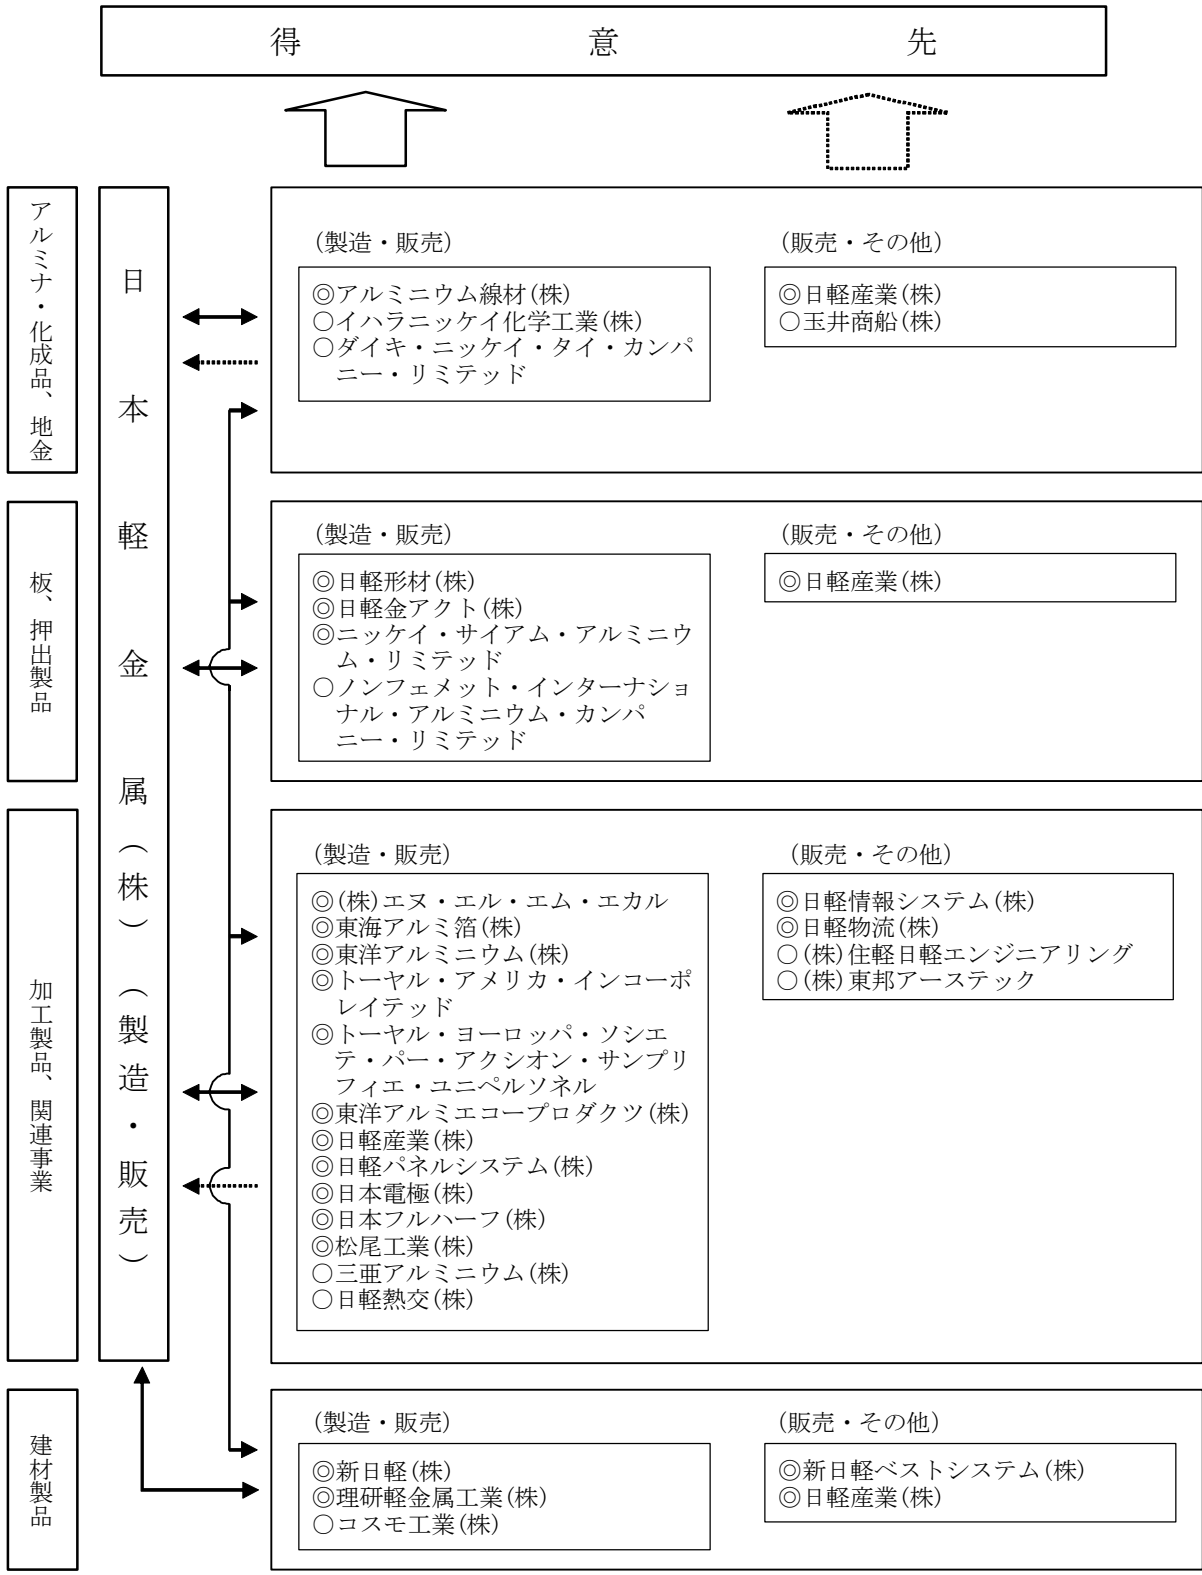 得意先
アルミナ・化成品、地金
日本軽金属(株)(製造・販売)
(製造・販売)
◎アルミニウム線材(株)
○イハラニッケイ化学工業(株)
○ダイキ・ニッケイ・タイ・カンパ
ニー・リミテッド
(販売・その他)
◎日軽産業(株)
○玉井商船(株)
板、押出製品
(製造・販売)
◎日軽形材(株)
◎日軽金アクト(株)
◎ニッケイ・サイアム・アルミニウ
ム・リミテッド
○ノンフェメット・インターナショ
ナル・アルミニウム・カンパ
ニー・リミテッド
(販売・その他)
◎日軽産業(株)
加工製品、関連事業
(製造・販売)
◎(株)エヌ・エル・エム・エカル
◎東海アルミ箔(株)
◎東洋アルミニウム(株)
◎トーヤル・アメリカ・インコーポ
レイテッド
◎トーヤル・ヨーロッパ・ソシエ
テ・パー・アクシオン・サンプリ
フィエ・ユニペルソネル
◎東洋アルミエコープロダクツ(株)
◎日軽産業(株)
◎日軽パネルシステム(株)
◎日本電極(株)
◎日本フルハーフ(株)
◎松尾工業(株)
○三亜アルミニウム(株)
○日軽熱交(株)
(販売・その他)
◎日軽情報システム(株)
◎日軽物流(株)
○(株)住軽日軽エンジニアリング
○(株)東邦アーステック
建材製品
(製造・販売)
◎新日軽(株)
◎理研軽金属工業(株)
○コスモ工業(株)
(販売・その他)
◎新日軽ベストシステム(株)
◎日軽産業(株)